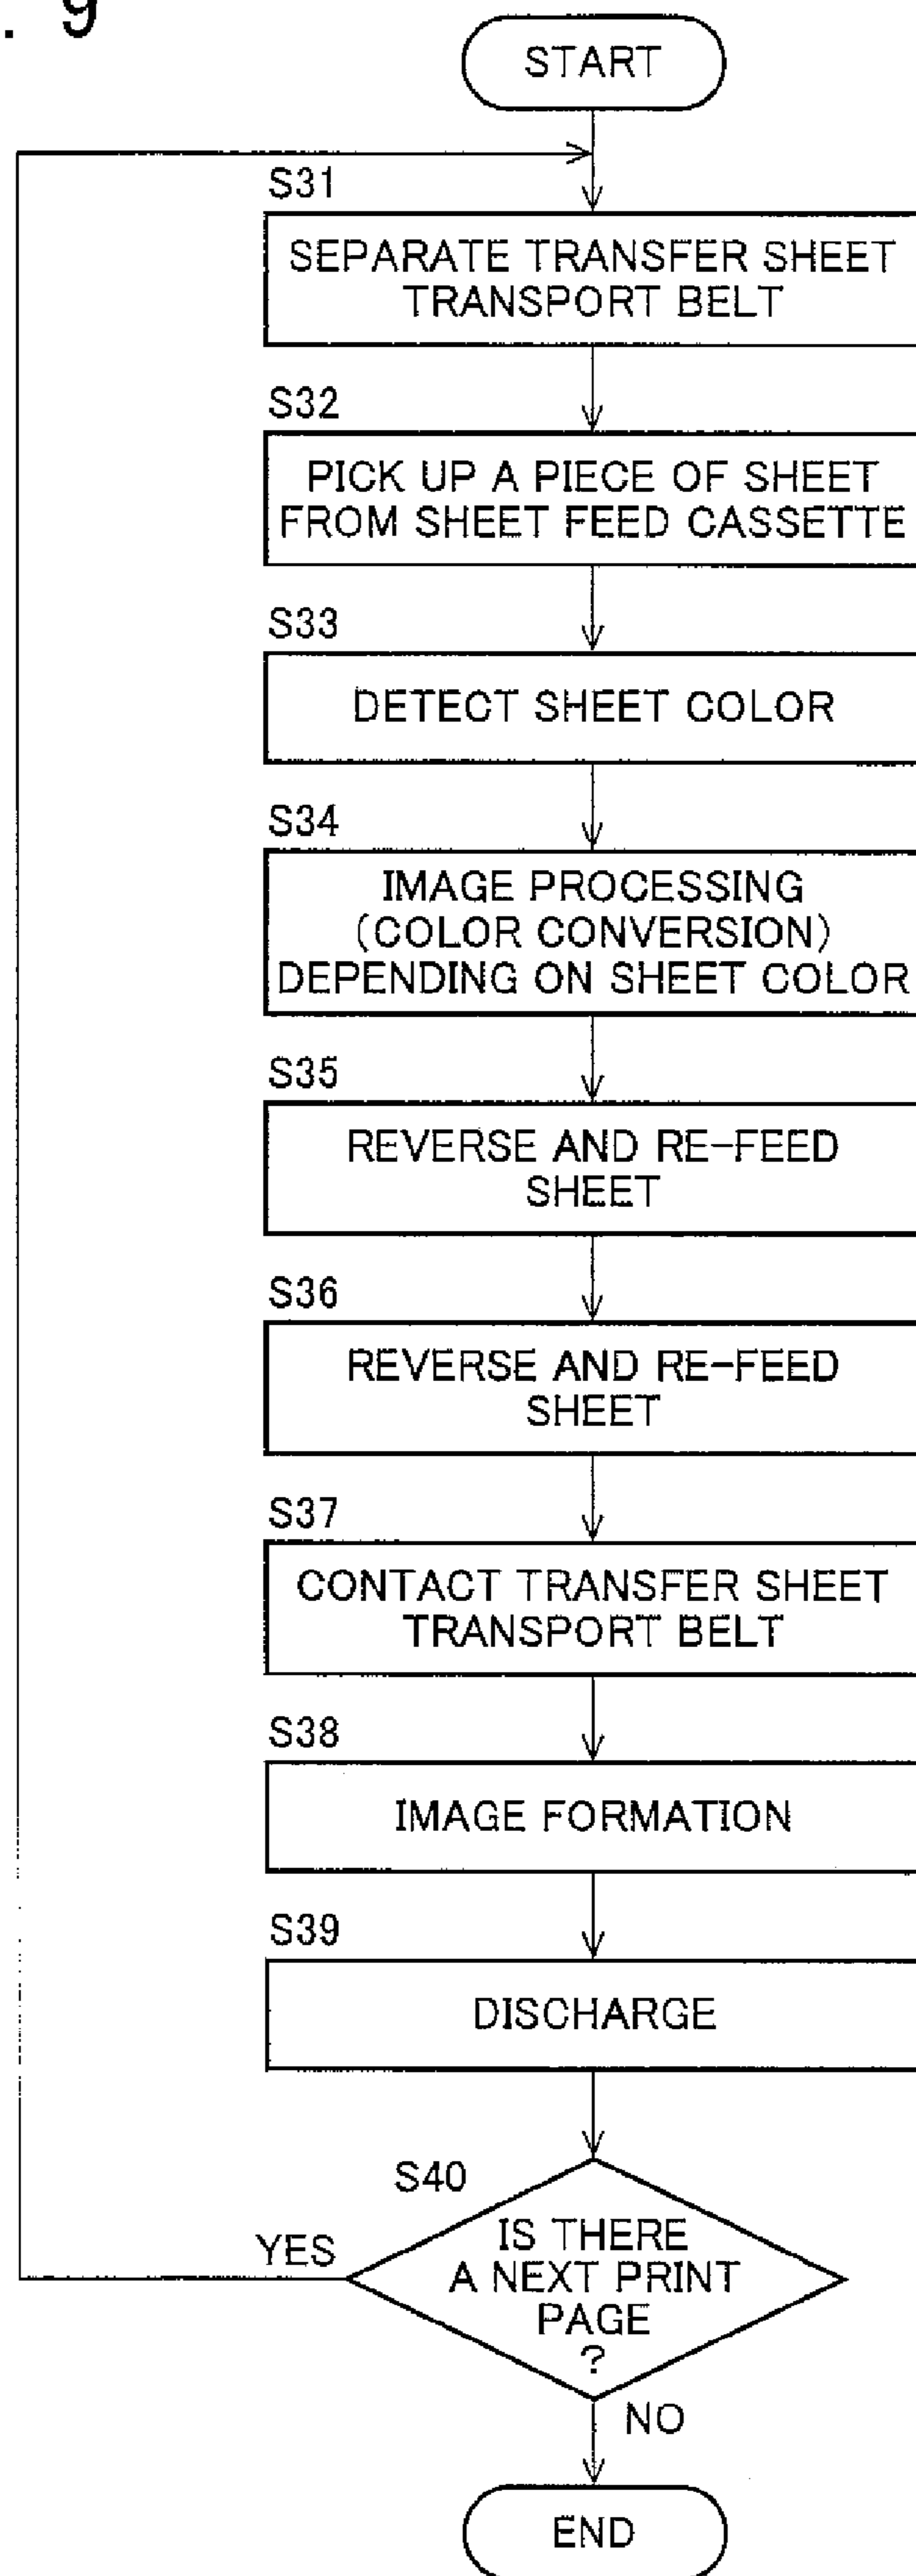 . 9
START
S31
SEPARATE TRANSFER SHEET
TRANSPORT BELT
S32
PICK UP A PIECE OF SHEET
FROM SHEET FEED CASSETTE
S33
DETECT SHEET COLOR
S34
IMAGE PROCESSING
(COLOR CONVERSION)
DEPENDING ON SHEET COLOR
S35
REVERSE AND RE-FEED
SHEET
S36
REVERSE AND RE-FEED
SHEET
S37
CONTACT TRANSFER SHEET
TRANSPORT BELT
S38
IMAGE FORMATION
S39
DISCHARGE
S40
IS THERE
A NEXT PRINT
PAGE
?
YES
NO
END